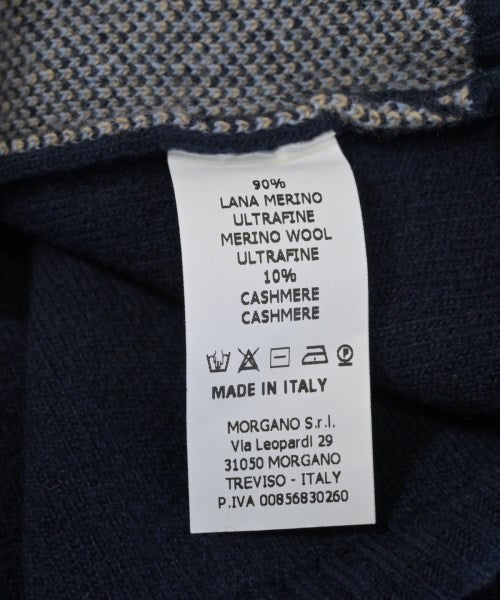 90%
LANA MERINO
ULTRAFINE
MERINO WOOL
ULTRAFINE
10%
CASHMERE
CASHMERE
MADE IN ITALY
MORGANO S.r.l.
Via Leopardi 29
31050 MORGANO
TREVISO - ITALY
P.IVA 00856830260